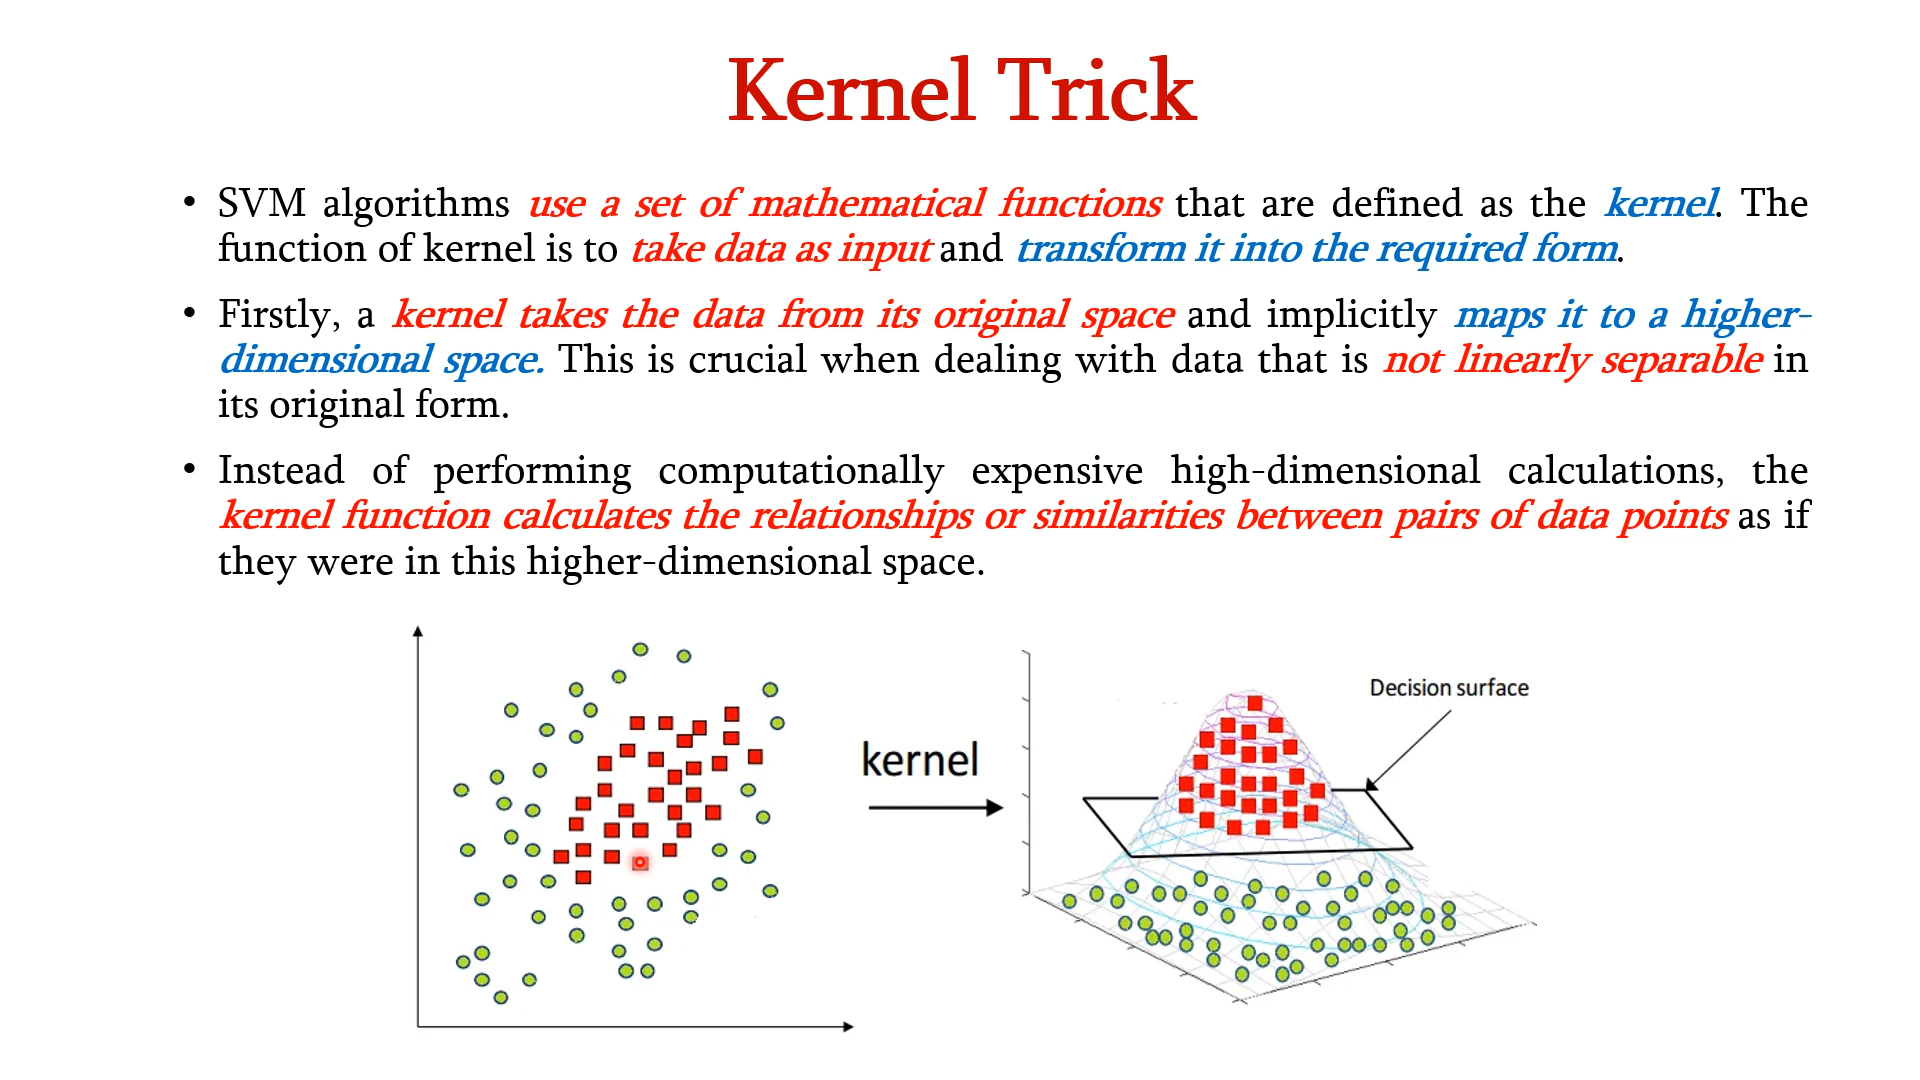 Kernel Trick
• SVM algorithms use a set of mathematical functions that are defined as the kernel. The
function of kernel is to take data as input and transform it into the required form.
• Firstly, a kernel takes the data from its original space and implicitly maps it to a higher-
dimensional space. This is crucial when dealing with data that is not linearly separable in
its original form.
• Instead of performing computationally expensive high-dimensional calculations, the
kernel function calculates the relationships or similarities between pairs of data points as if
they were in this higher-dimensional space.
kernel
Decision surface